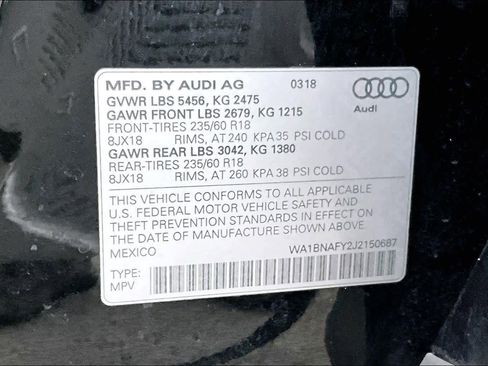 MFD. BY AUDI AG 0318
GVWR LBS 5456, KG 2475
GAWR FRONT LBS 2679, KG 1215
FRONT-TIRES 235/60 R18
8JX18 RIMS, AT 240 KPA 35 PSI COLD
GAWR REAR LBS 3042, KG 1380
REAR-TIRES 235/60 R18
8JX18 RIMS, AT 260 KPA 38 PSI COLD
Audi
THIS VEHICLE CONFORMS TO ALL APPLICABLE
U.S. FEDERAL MOTOR VEHICLE SAFETY AND
THEFT PREVENTION STANDARDS IN EFFECT ON
THE DATE OF MANUFACTURE SHOWN ABOVE.
MEXICO WA1BNAFY2J2150687
TYPE:
MPV